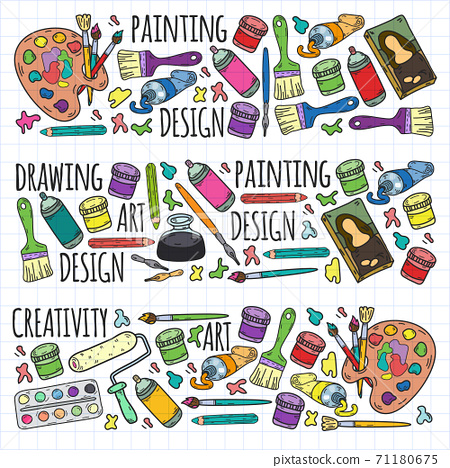 PAINTING
DESIGN
DRAWING
PAINTING
ART
DESIGN
DESIGN
CREATIVITY
ART
71180675